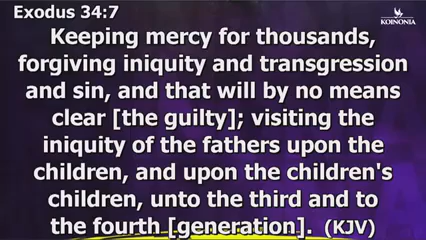 Exodus 34:7
KOINONIA
Keeping mercy for thousands,
forgiving iniquity and transgression
and sin, and that will by no means
clear [the guilty]; visiting the
iniquity of the fathers upon the
children, and upon the children's
children, unto the third and to
the fourth [generation]. (KJV)